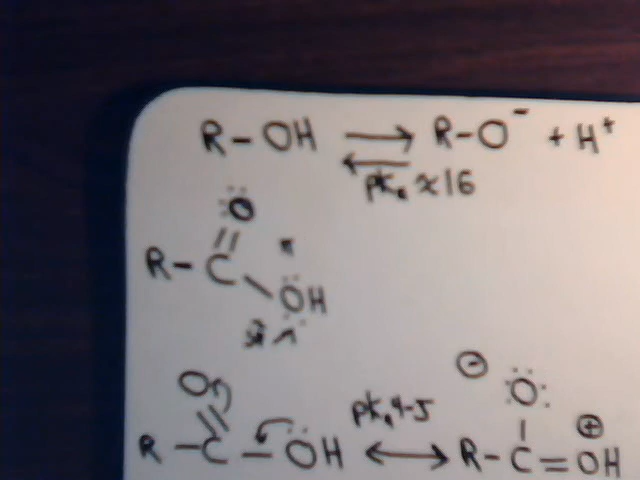 R-OH ⇌ R-O⁻ + H⁺
pKₐ ≈ 16
O
R-C
OH
O pKₐ 4-5 ⊖ O ⊕
R-C-OH ↔ R-C=OH